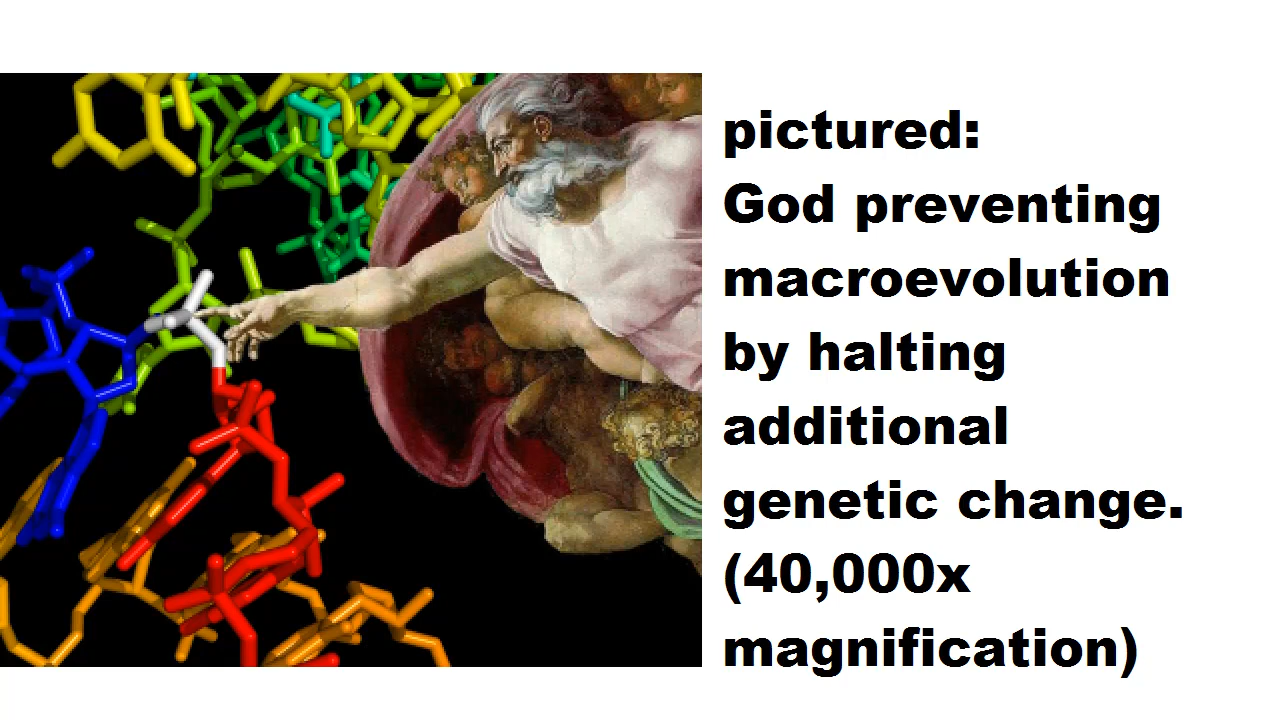 pictured:
God preventing
macroevolution
by halting
additional
genetic change.
(40,000x
magnification)